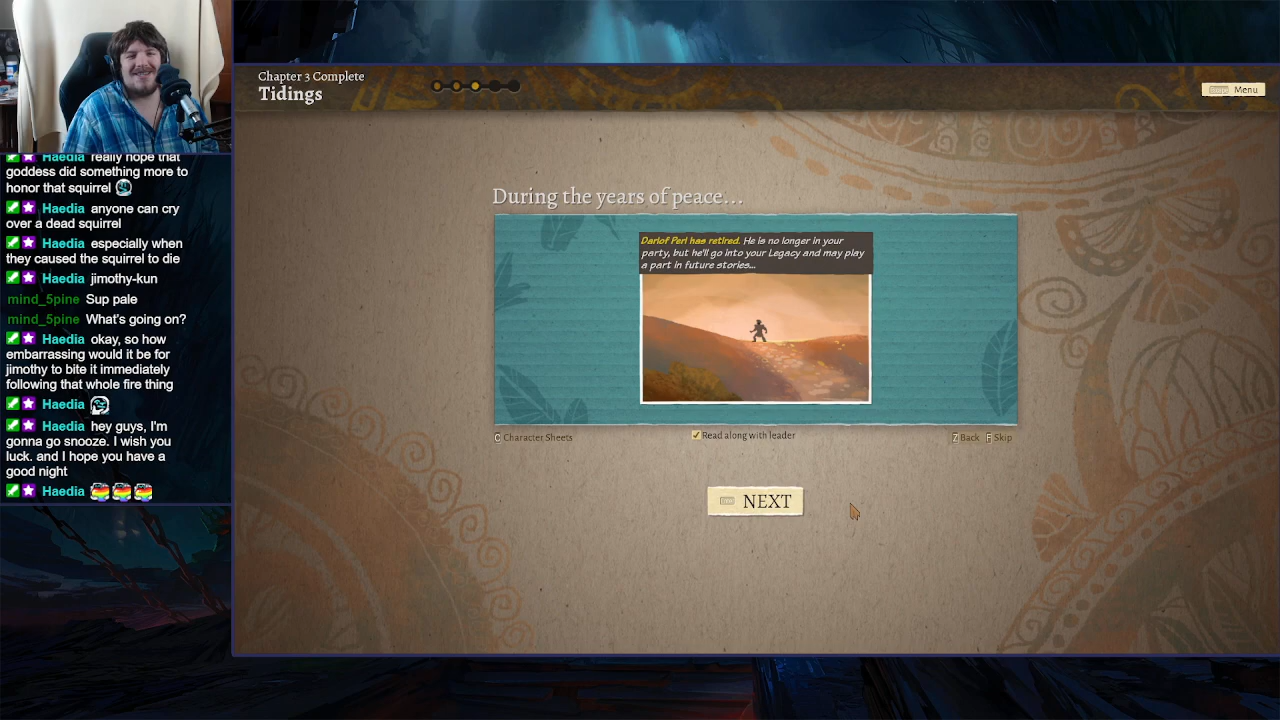 Haedia really hope that
goddess did something more to
honor that squirrel
Haedia anyone can cry
over a dead squirrel
Haedia especially when
they caused the squirrel to die
Haedia jimothy-kun
mind_5pine Sup pale
mind_5pine What's going on?
Haedia okay, so how
embarrassing would it be for
jimothy to bite it immediately
following that whole fire thing
Haedia
Haedia hey guys, I'm
gonna go snooze. I wish you
luck. and I hope you have a
good night
Haedia
Chapter 3 Complete
Tidings
Menu
During the years of peace...
Darlof Perl has retired. He is no longer in your
party, but he'll go into your Legacy and may play
a part in future stories...
C Character Sheets
Read along with leader
Z Back F Skip
NEXT